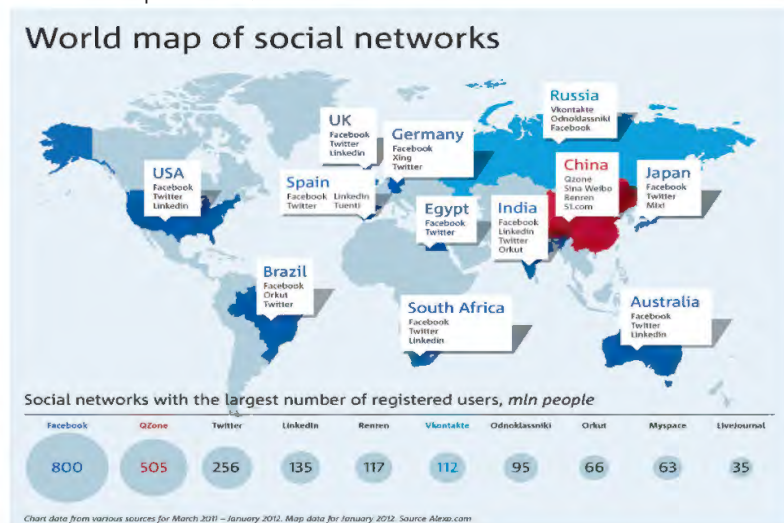 World map of social networks
Russia
Vkontakte
Odnoklassniki
Facebook
UK
Facebook
Twitter
LinkedIn
Germany
Facebook
Xing
Twitter
USA
Facebook
Twitter
LinkedIn
Spain
Facebook LinkedIn
Twitter Tuenti
China
Qzone
Sina Weibo
Renren
51.com
Japan
Facebook
Twitter
Mixi
Egypt
Facebook
Twitter
India
Facebook
LinkedIn
Twitter
Orkut
Brazil
Facebook
Orkut
Twitter
South Africa
Facebook
Twitter
LinkedIn
Australia
Facebook
Twitter
LinkedIn
Social networks with the largest number of registered users, mln people
Facebook QZone Twitter LinkedIn Renren Vkontakte Odnoklassniki Orkut Myspace LiveJournal
800 505 256 135 117 112 95 66 63 35
Chart data from various sources for March 2011 – January 2012. Map data for January 2012. Source Alexa.com